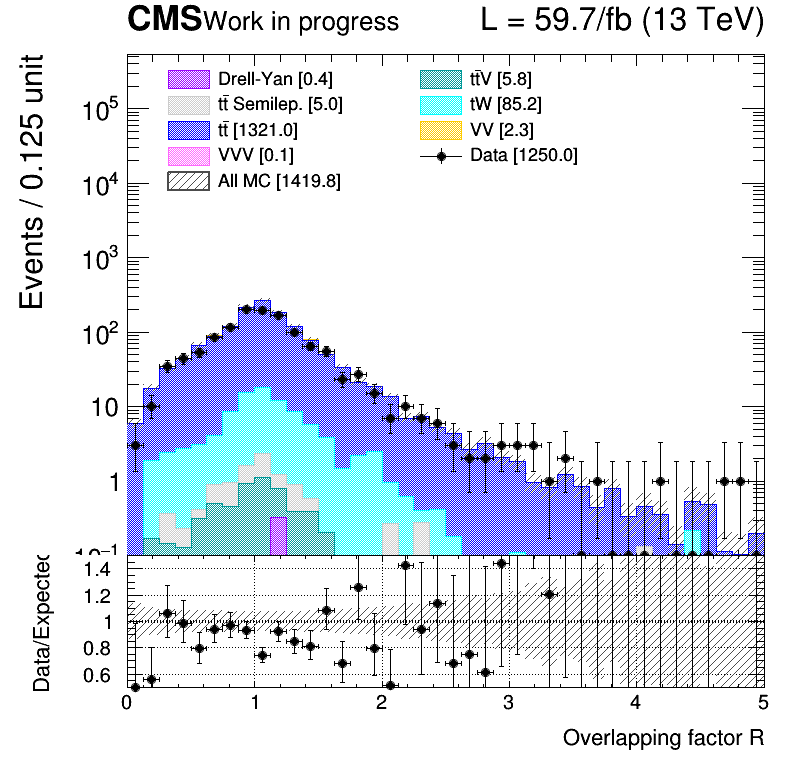 CMS Work in progress L = 59.7/fb (13 TeV)
Drell-Yan [0.4]
tt̄ Semilep. [5.0]
tt̄ [1321.0]
VVV [0.1]
All MC [1419.8]
tt̄V [5.8]
tW [85.2]
VV [2.3]
Data [1250.0]
Events / 0.125 unit
10⁵
10⁴
10³
10²
10
1
10⁻¹
Data/Expected
1.4
1.2
1
0.8
0.6
0 1 2 3 4 5
Overlapping factor R